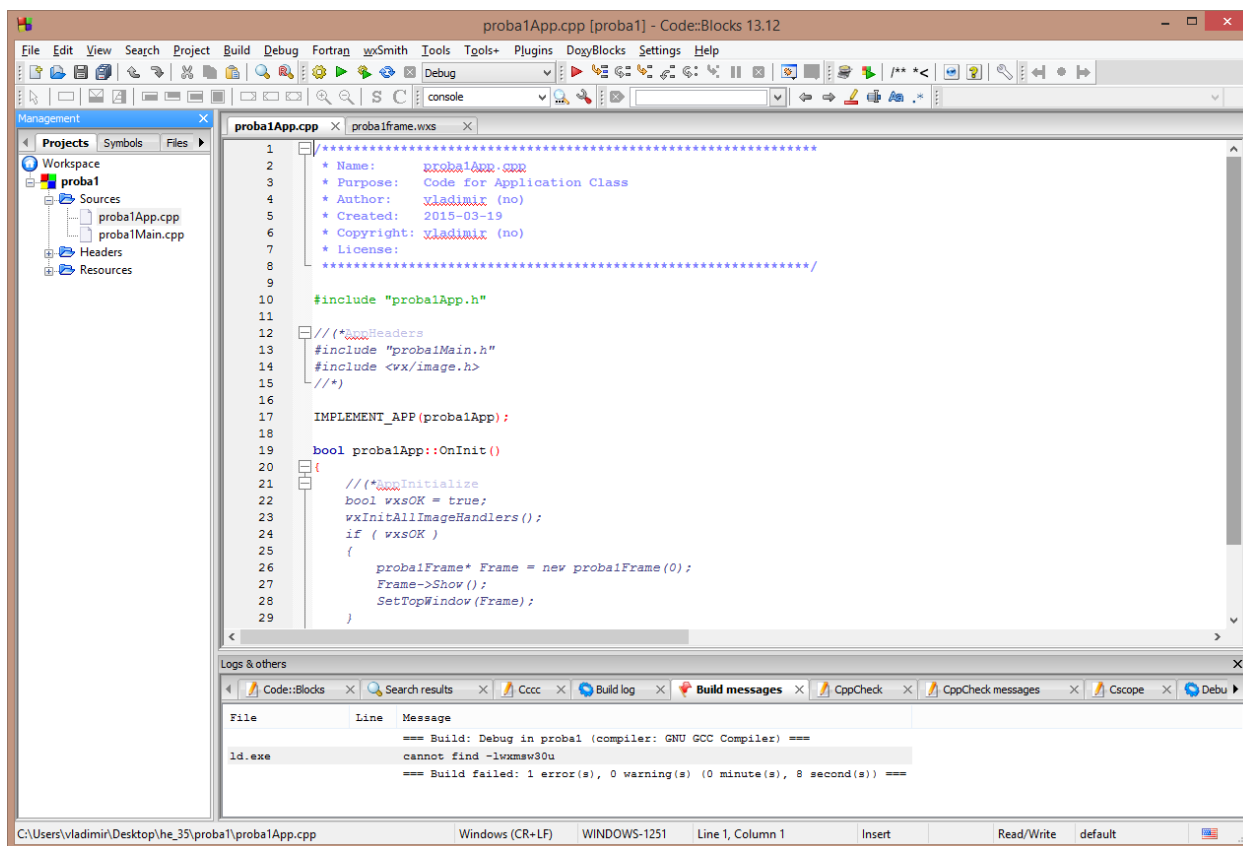 proba1App.cpp [proba1] - Code::Blocks 13.12
File Edit View Search Project Build Debug Fortran wxSmith Tools Tools+ Plugins DoxyBlocks Settings Help
Debug /** *<
S C console .*
Management
Projects Symbols Files
Workspace
proba1
Sources
proba1App.cpp
proba1Main.cpp
Headers
Resources
proba1App.cpp proba1frame.wxs
1 /***************************************************************
2 * Name: proba1App.cpp
3 * Purpose: Code for Application Class
4 * Author: vladimir (no)
5 * Created: 2015-03-19
6 * Copyright: vladimir (no)
7 * License:
8 **************************************************************/
9
10 #include "proba1App.h"
11
12 //(*AppHeaders
13 #include "proba1Main.h"
14 #include <wx/image.h>
15 //*)
16
17 IMPLEMENT_APP(proba1App);
18
19 bool proba1App::OnInit()
20 {
21 //(*AppInitialize
22 bool wxsOK = true;
23 wxInitAllImageHandlers();
24 if ( wxsOK )
25 {
26 proba1Frame* Frame = new proba1Frame(0);
27 Frame->Show();
28 SetTopWindow(Frame);
29 }
Logs & others
Code::Blocks Search results Cccc Build log Build messages CppCheck CppCheck messages Cscope Debu
File Line Message
=== Build: Debug in proba1 (compiler: GNU GCC Compiler) ===
ld.exe cannot find -lwxmsw30u
=== Build failed: 1 error(s), 0 warning(s) (0 minute(s), 8 second(s)) ===
C:\Users\vladimir\Desktop\he_35\proba1\proba1App.cpp Windows (CR+LF) WINDOWS-1251 Line 1, Column 1 Insert Read/Write default